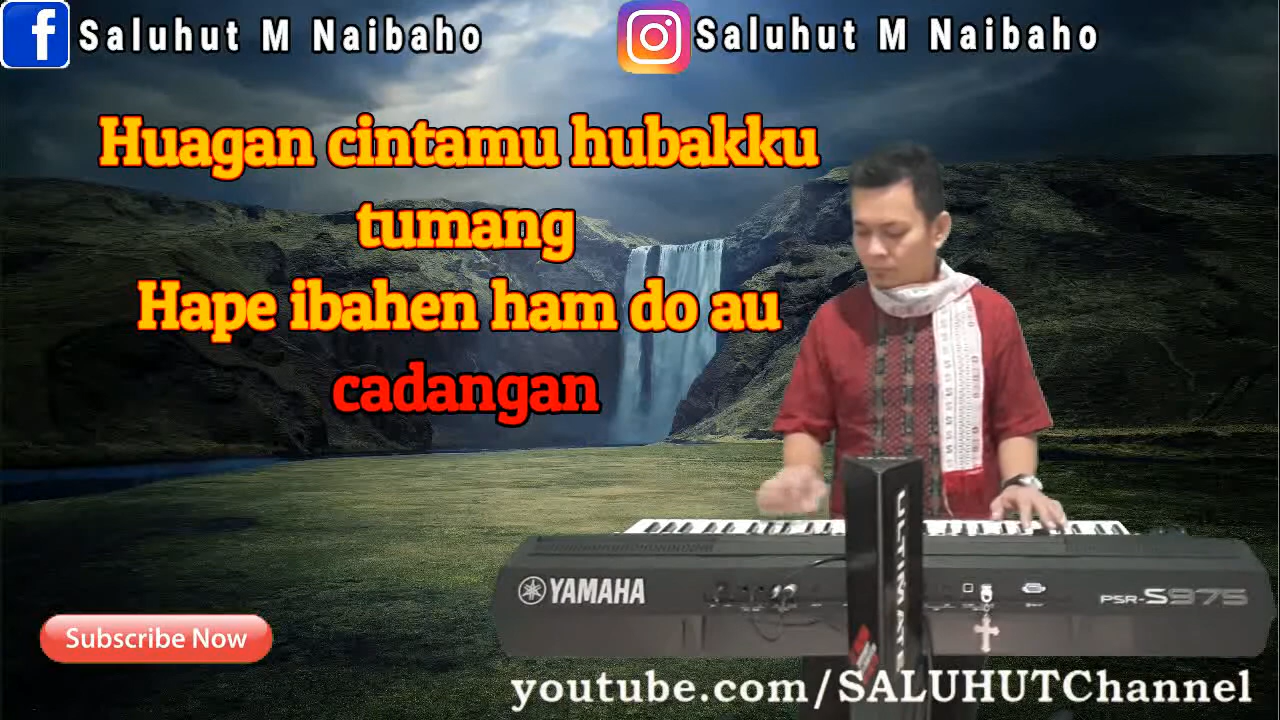 Saluhut M Naibaho
Saluhut M Naibaho
Huagan cintamu hubakku
tumang
Hape ibahen ham do au
cadangan
ULTIMATE
YAMAHA
PSR-S975
Subscribe Now
youtube.com/SALUHUTChannel